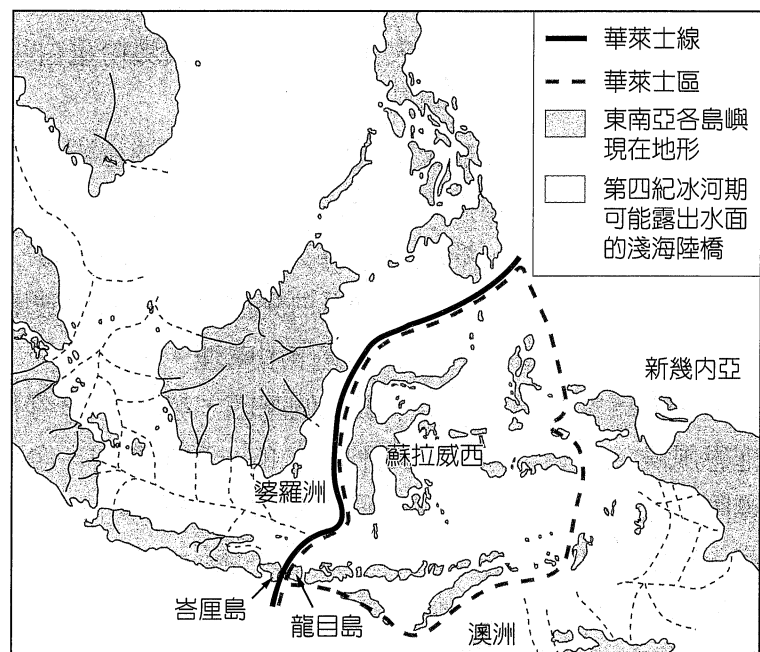 華萊士線
華萊士區
東南亞各島嶼
現在地形
第四紀冰河期
可能露出水面
的淺海陸橋
新幾內亞
蘇拉威西
婆羅洲
峇厘島
龍目島
澳洲